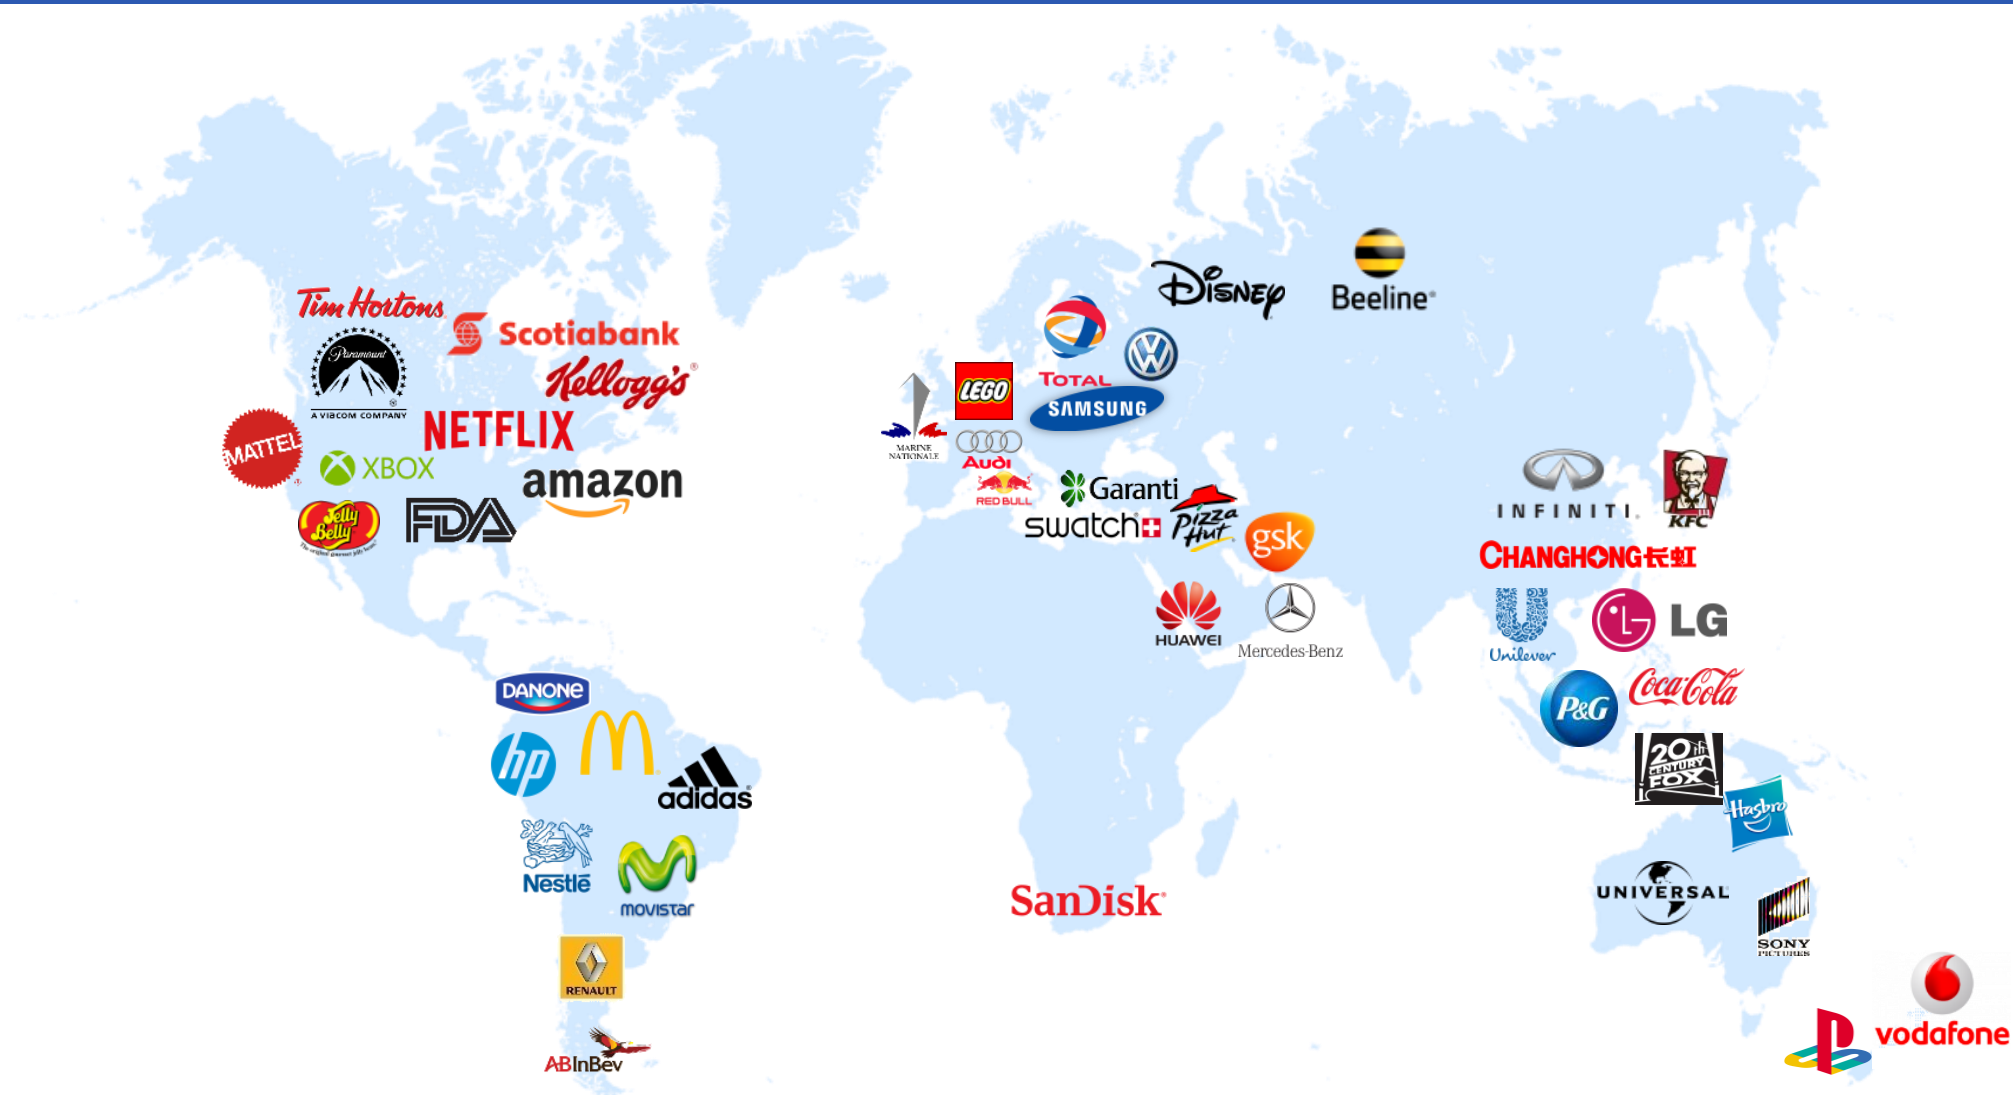 Tim Hortons
Scotiabank
Paramount
®
A VIACOM COMPANY
Kellogg's®
MATTEL
®
NETFLIX
XBOX
amazon
Jelly
Belly
FDA
DISNEY
Beeline®
TOTAL
LEGO
SAMSUNG
MARINE
NATIONALE
Audi
RED BULL
Garanti
swatch
Pizza
Hut
gsk
HUAWEI
Mercedes-Benz
INFINITI®
KFC
CHANGHONG长虹
Unilever
LG
P&G
Coca-Cola
20th
CENTURY
FOX
Hasbro
UNIVERSAL
SONY
PICTURES
vodafone
DANONE
hp
adidas
Nestlé
movistar
RENAULT
ABInBev
SanDisk®